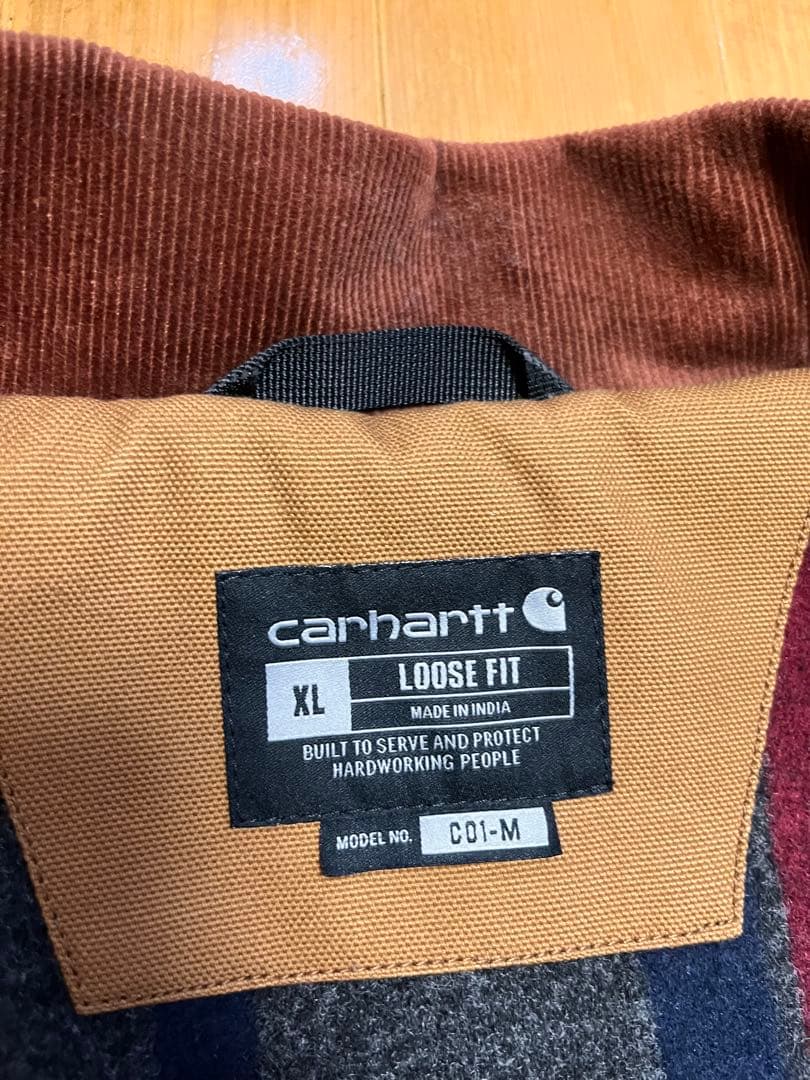 carhartt
XL
LOOSE FIT
MADE IN INDIA
BUILT TO SERVE AND PROTECT
HARDWORKING PEOPLE
MODEL NO. C01-M